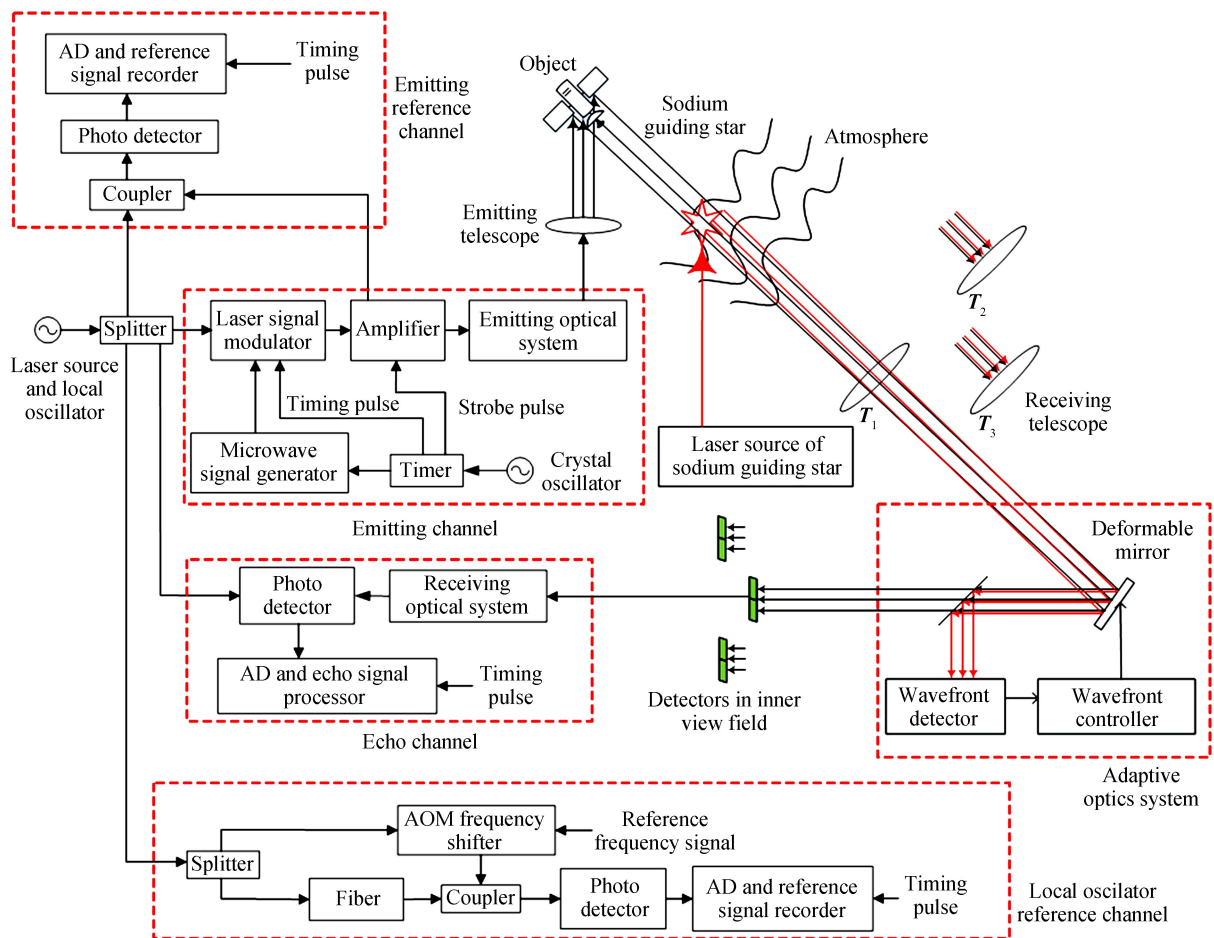 AD and reference
signal recorder
Timing
pulse
Emitting
reference
channel
Photo detector
Coupler
Object
Sodium
guiding star
Atmosphere
Emitting
telescope
T2
T3
Receiving
telescope
T1
Splitter
Laser source
and local
oscillator
Laser signal
modulator
Amplifier
Emitting optical
system
Timing pulse
Strobe pulse
Microwave
signal generator
Timer
Crystal
oscillator
Emitting channel
Laser source of
sodium guiding star
Deformable
mirror
Photo
detector
Receiving
optical system
AD and echo signal
processor
Timing
pulse
Echo channel
Detectors in inner
view field
Wavefront
detector
Wavefront
controller
Adaptive
optics system
AOM frequency
shifter
Reference
frequency signal
Splitter
Fiber
Coupler
Photo
detector
AD and reference
signal recorder
Timing
pulse
Local oscilator
reference channel